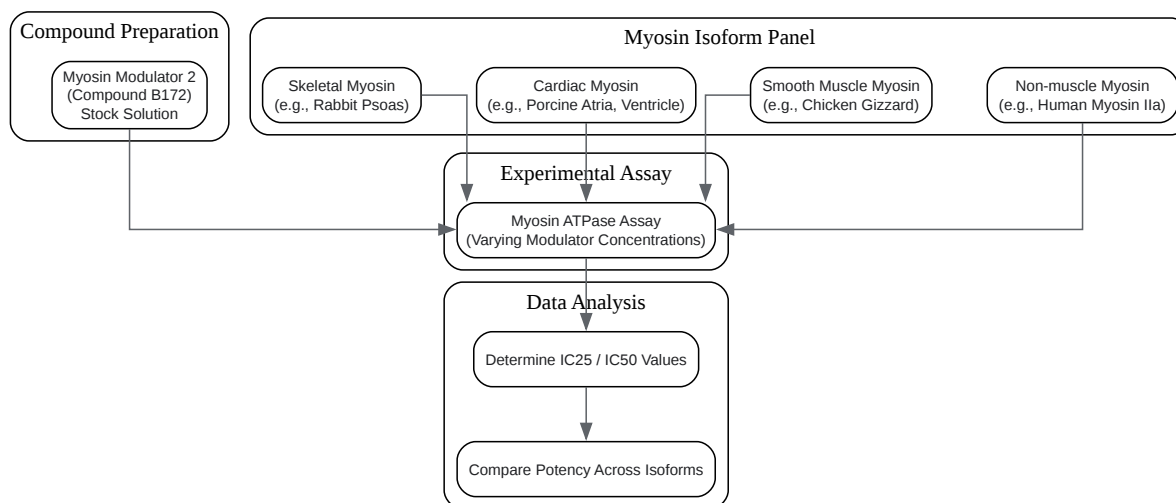 Compound Preparation
Myosin Modulator 2
(Compound B172)
Stock Solution
Myosin Isoform Panel
Skeletal Myosin
(e.g., Rabbit Psoas)
Cardiac Myosin
(e.g., Porcine Atria, Ventricle)
Smooth Muscle Myosin
(e.g., Chicken Gizzard)
Non-muscle Myosin
(e.g., Human Myosin IIa)
Experimental Assay
Myosin ATPase Assay
(Varying Modulator Concentrations)
Data Analysis
Determine IC25 / IC50 Values
Compare Potency Across Isoforms